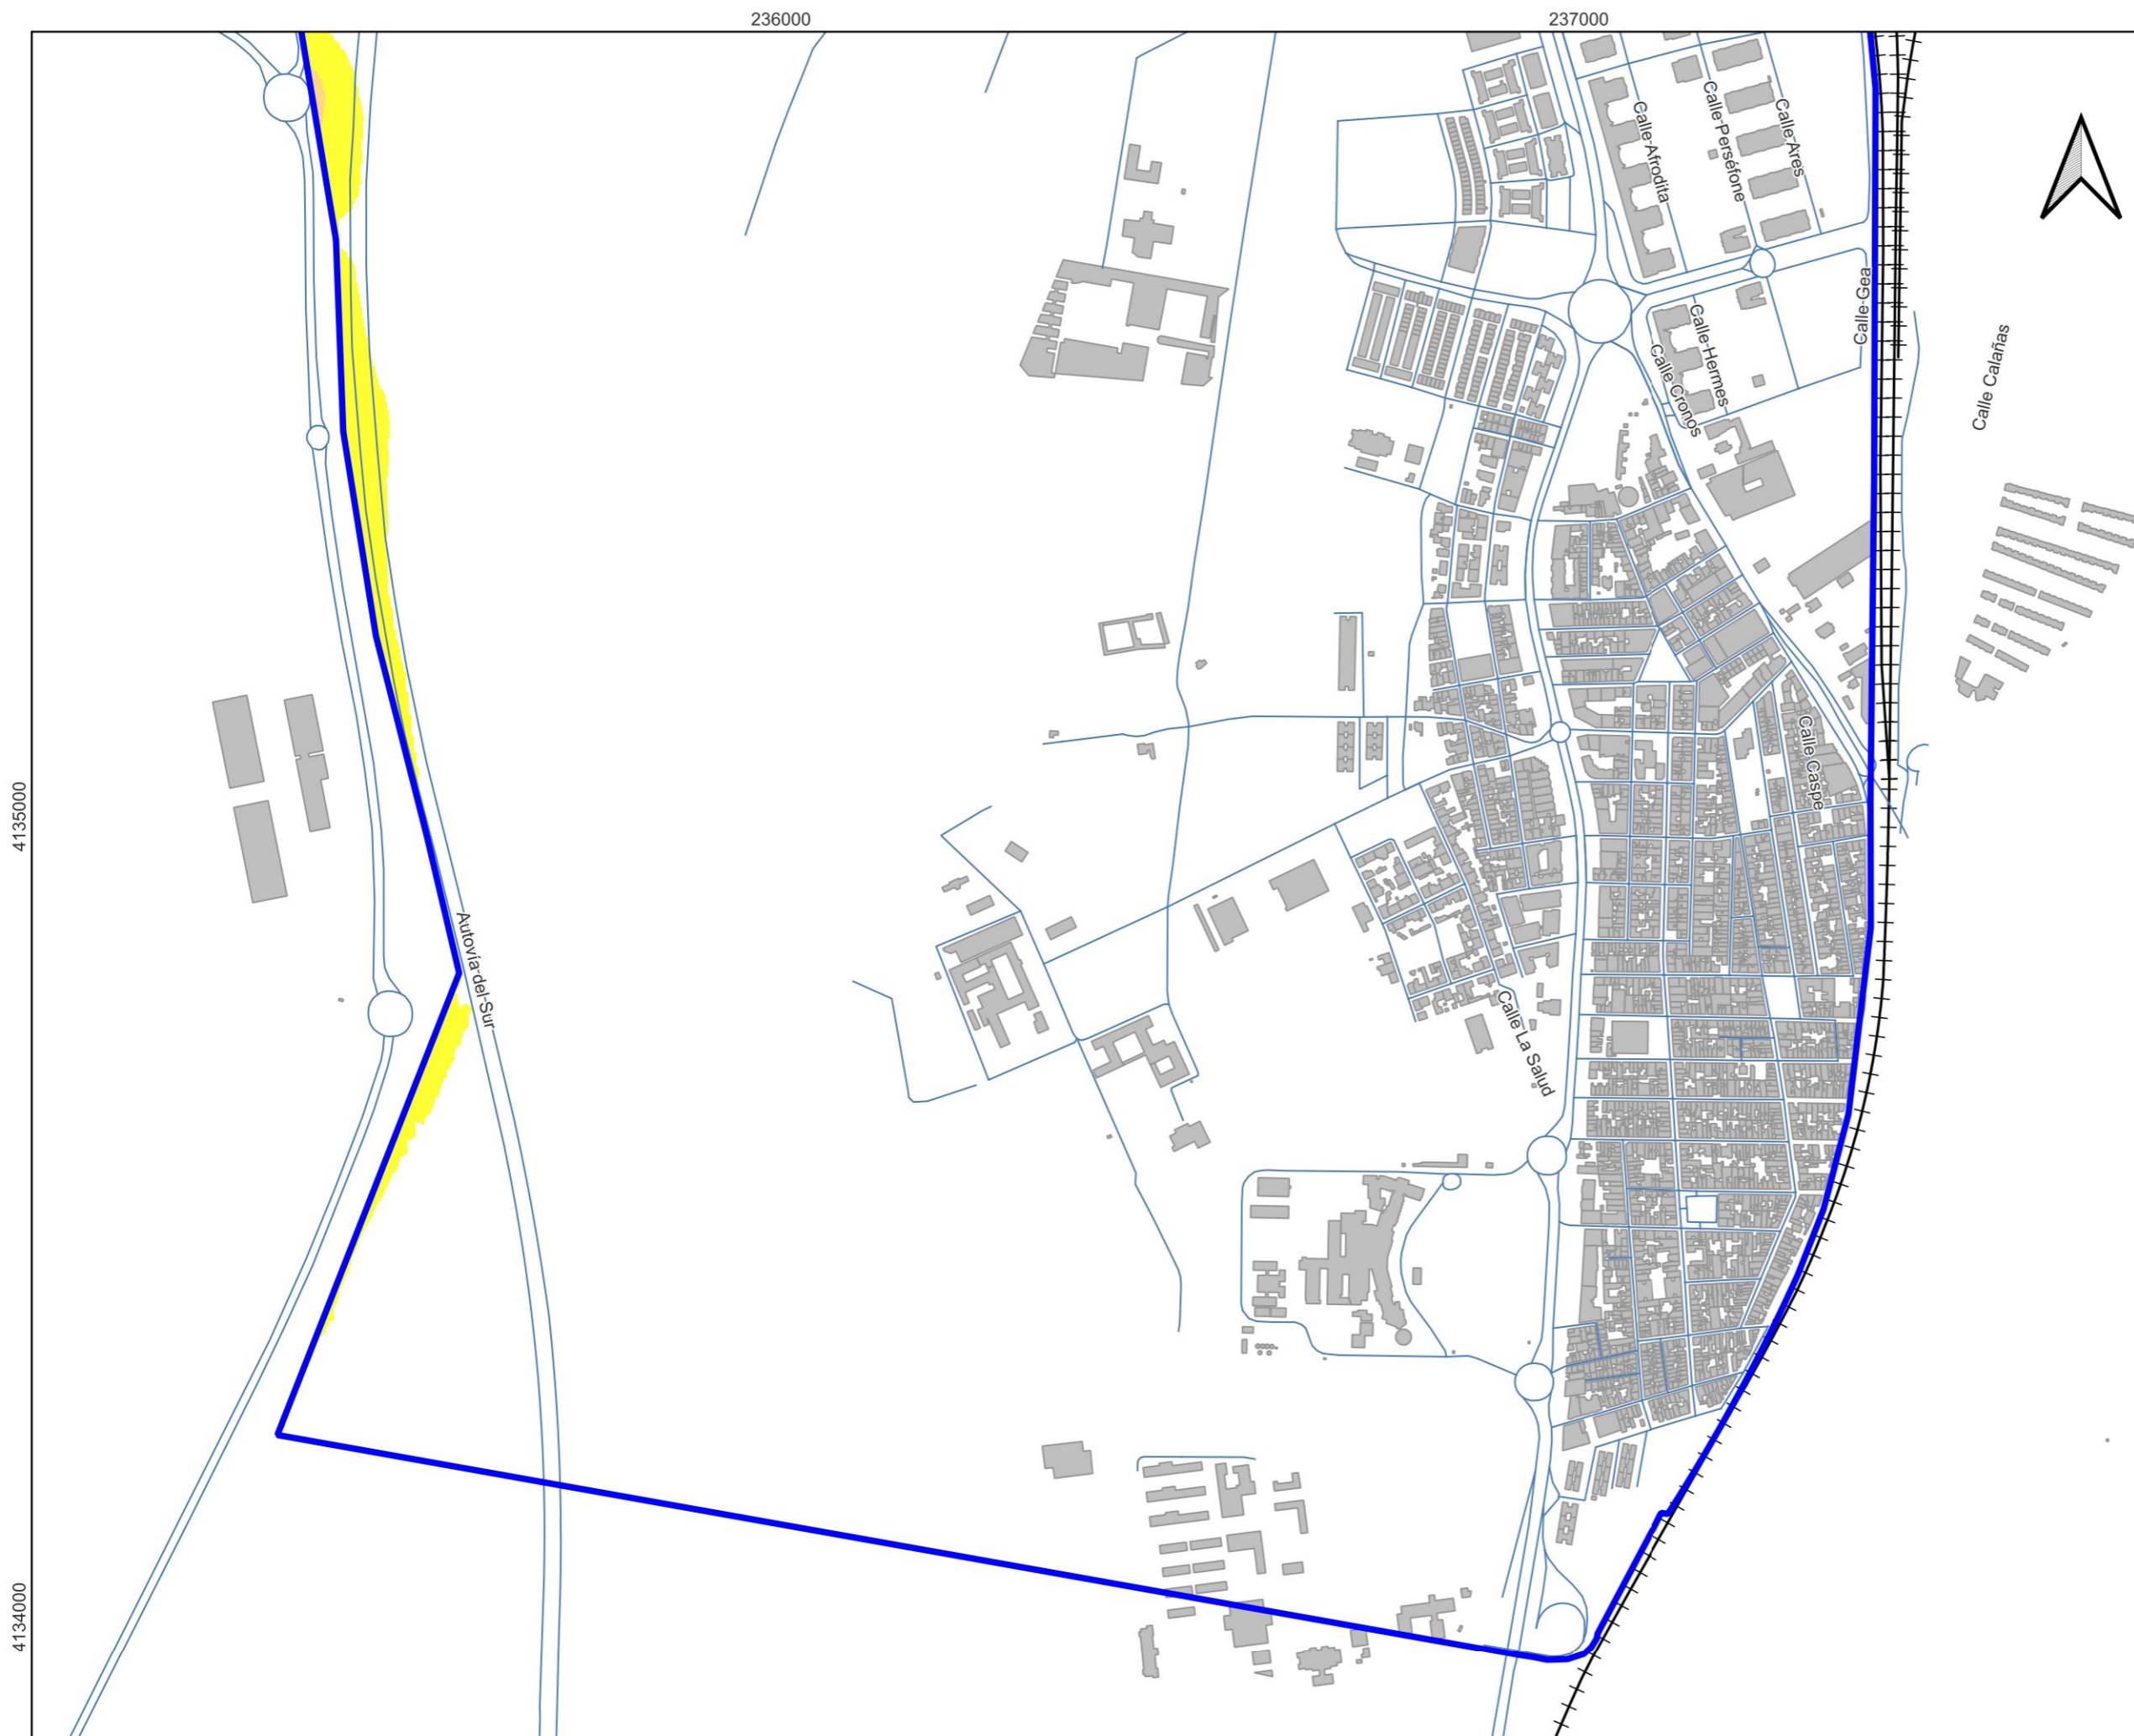 236000
237000
Calle Afrodita
Calle Perséfone
Calle Ares
Calle Gea
Calle Hermes
Calle Cronos
Calle Calañas
Calle Caspe
4135000
Autovía del Sur
Calle La Salud
4134000